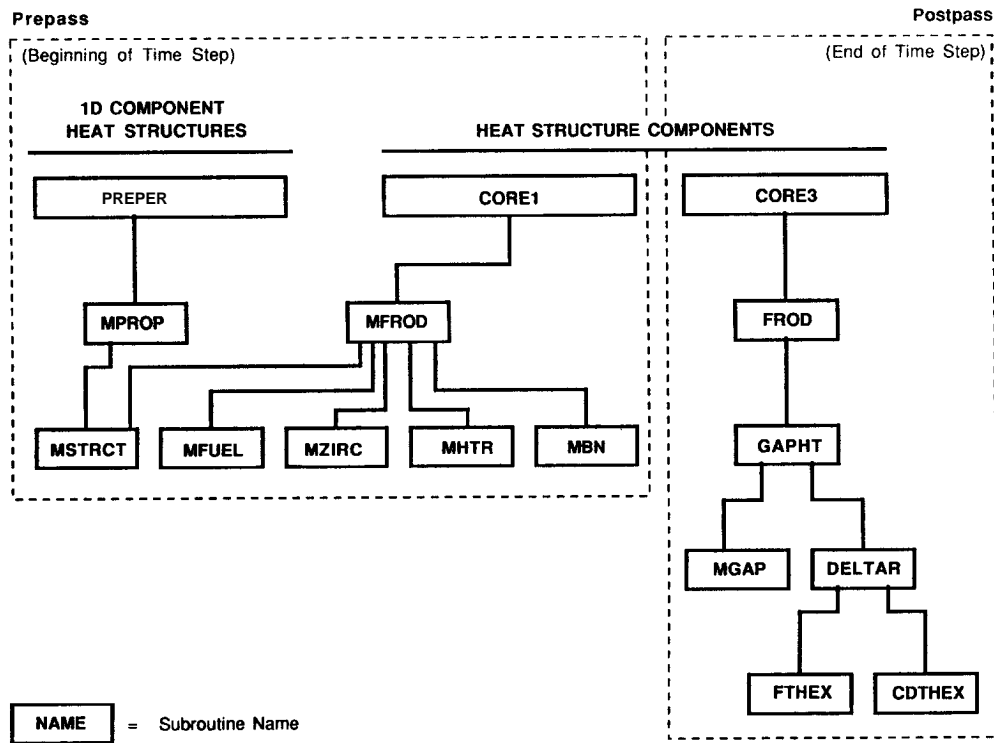 Prepass
Postpass
(Beginning of Time Step)
(End of Time Step)
1D COMPONENT
HEAT STRUCTURES
HEAT STRUCTURE COMPONENTS
PREPER
CORE1
CORE3
MPROP
MFROD
FROD
MSTRCT
MFUEL
MZIRC
MHTR
MBN
GAPHT
MGAP
DELTAR
FTHEX
CDTHEX
NAME = Subroutine Name